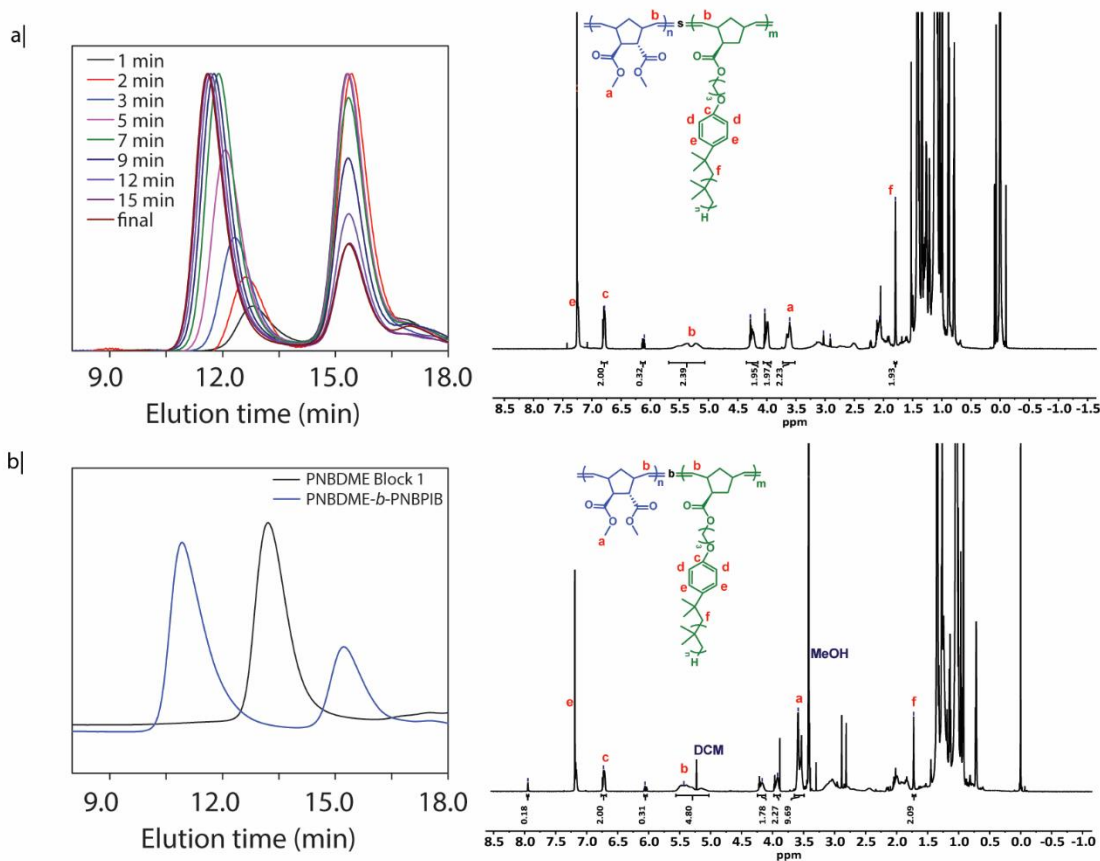 a|
1 min
2 min
3 min
5 min
7 min
9 min
12 min
15 min
final
9.0 12.0 15.0 18.0
Elution time (min)
b n s b m
O O O O
a
O
O
3
O
c
d d
e e
f
n H
e c b a f
2.00 0.32 2.39 1.95 1.97 2.23 1.93
8.5 8.0 7.5 7.0 6.5 6.0 5.5 5.0 4.5 4.0 3.5 3.0 2.5 2.0 1.5 1.0 0.5 0.0 -0.5 -1.5
ppm
b|
PNBDME Block 1
PNBDME-b-PNBPIB
9.0 12.0 15.0 18.0
Elution time (min)
b n b b m
O O O O
a
O
O
3
O
c
d d
e e
f
n H
MeOH
DCM
e c b a f
0.18 2.00 0.31 4.80 1.78 2.27 9.69 2.09
8.5 8.0 7.5 7.0 6.5 6.0 5.5 5.0 4.5 4.0 3.5 3.0 2.5 2.0 1.5 1.0 0.5 0.0 -0.5 -1.0
ppm